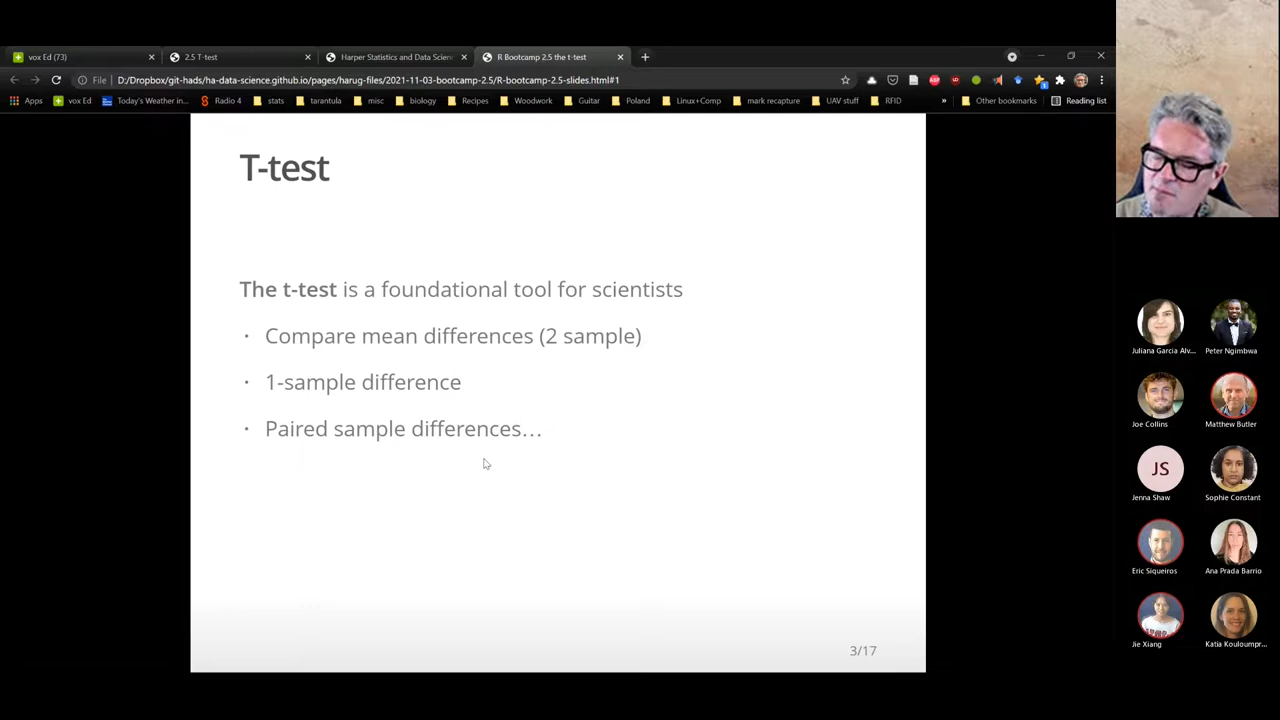 vox Ed (73)
2.5 T-test
Harper Statistics and Data Scienc
R Bootcamp 2.5 the t-test
File
D:/Dropbox/git-hads/ha-data-science.github.io/pages/harug-files/2021-11-03-bootcamp-2.5/R-bootcamp-2.5-slides.html#1
Apps
vox Ed
Today's Weather in...
Radio 4
stats
tarantula
misc
biology
Recipes
Woodwork
Guitar
Poland
Linux+Comp
mark recapture
UAV stuff
RFID
»
Other bookmarks
Reading list
T-test
The t-test is a foundational tool for scientists
· Compare mean differences (2 sample)
· 1-sample difference
· Paired sample differences…
3/17
Juliana Garcia Alv...
Peter Ngimbwa
Joe Collins
Matthew Butler
JS
Jenna Shaw
Sophie Constant
Eric Siqueiros
Ana Prada Barrio
Jie Xiang
Katia Kouloumpr...